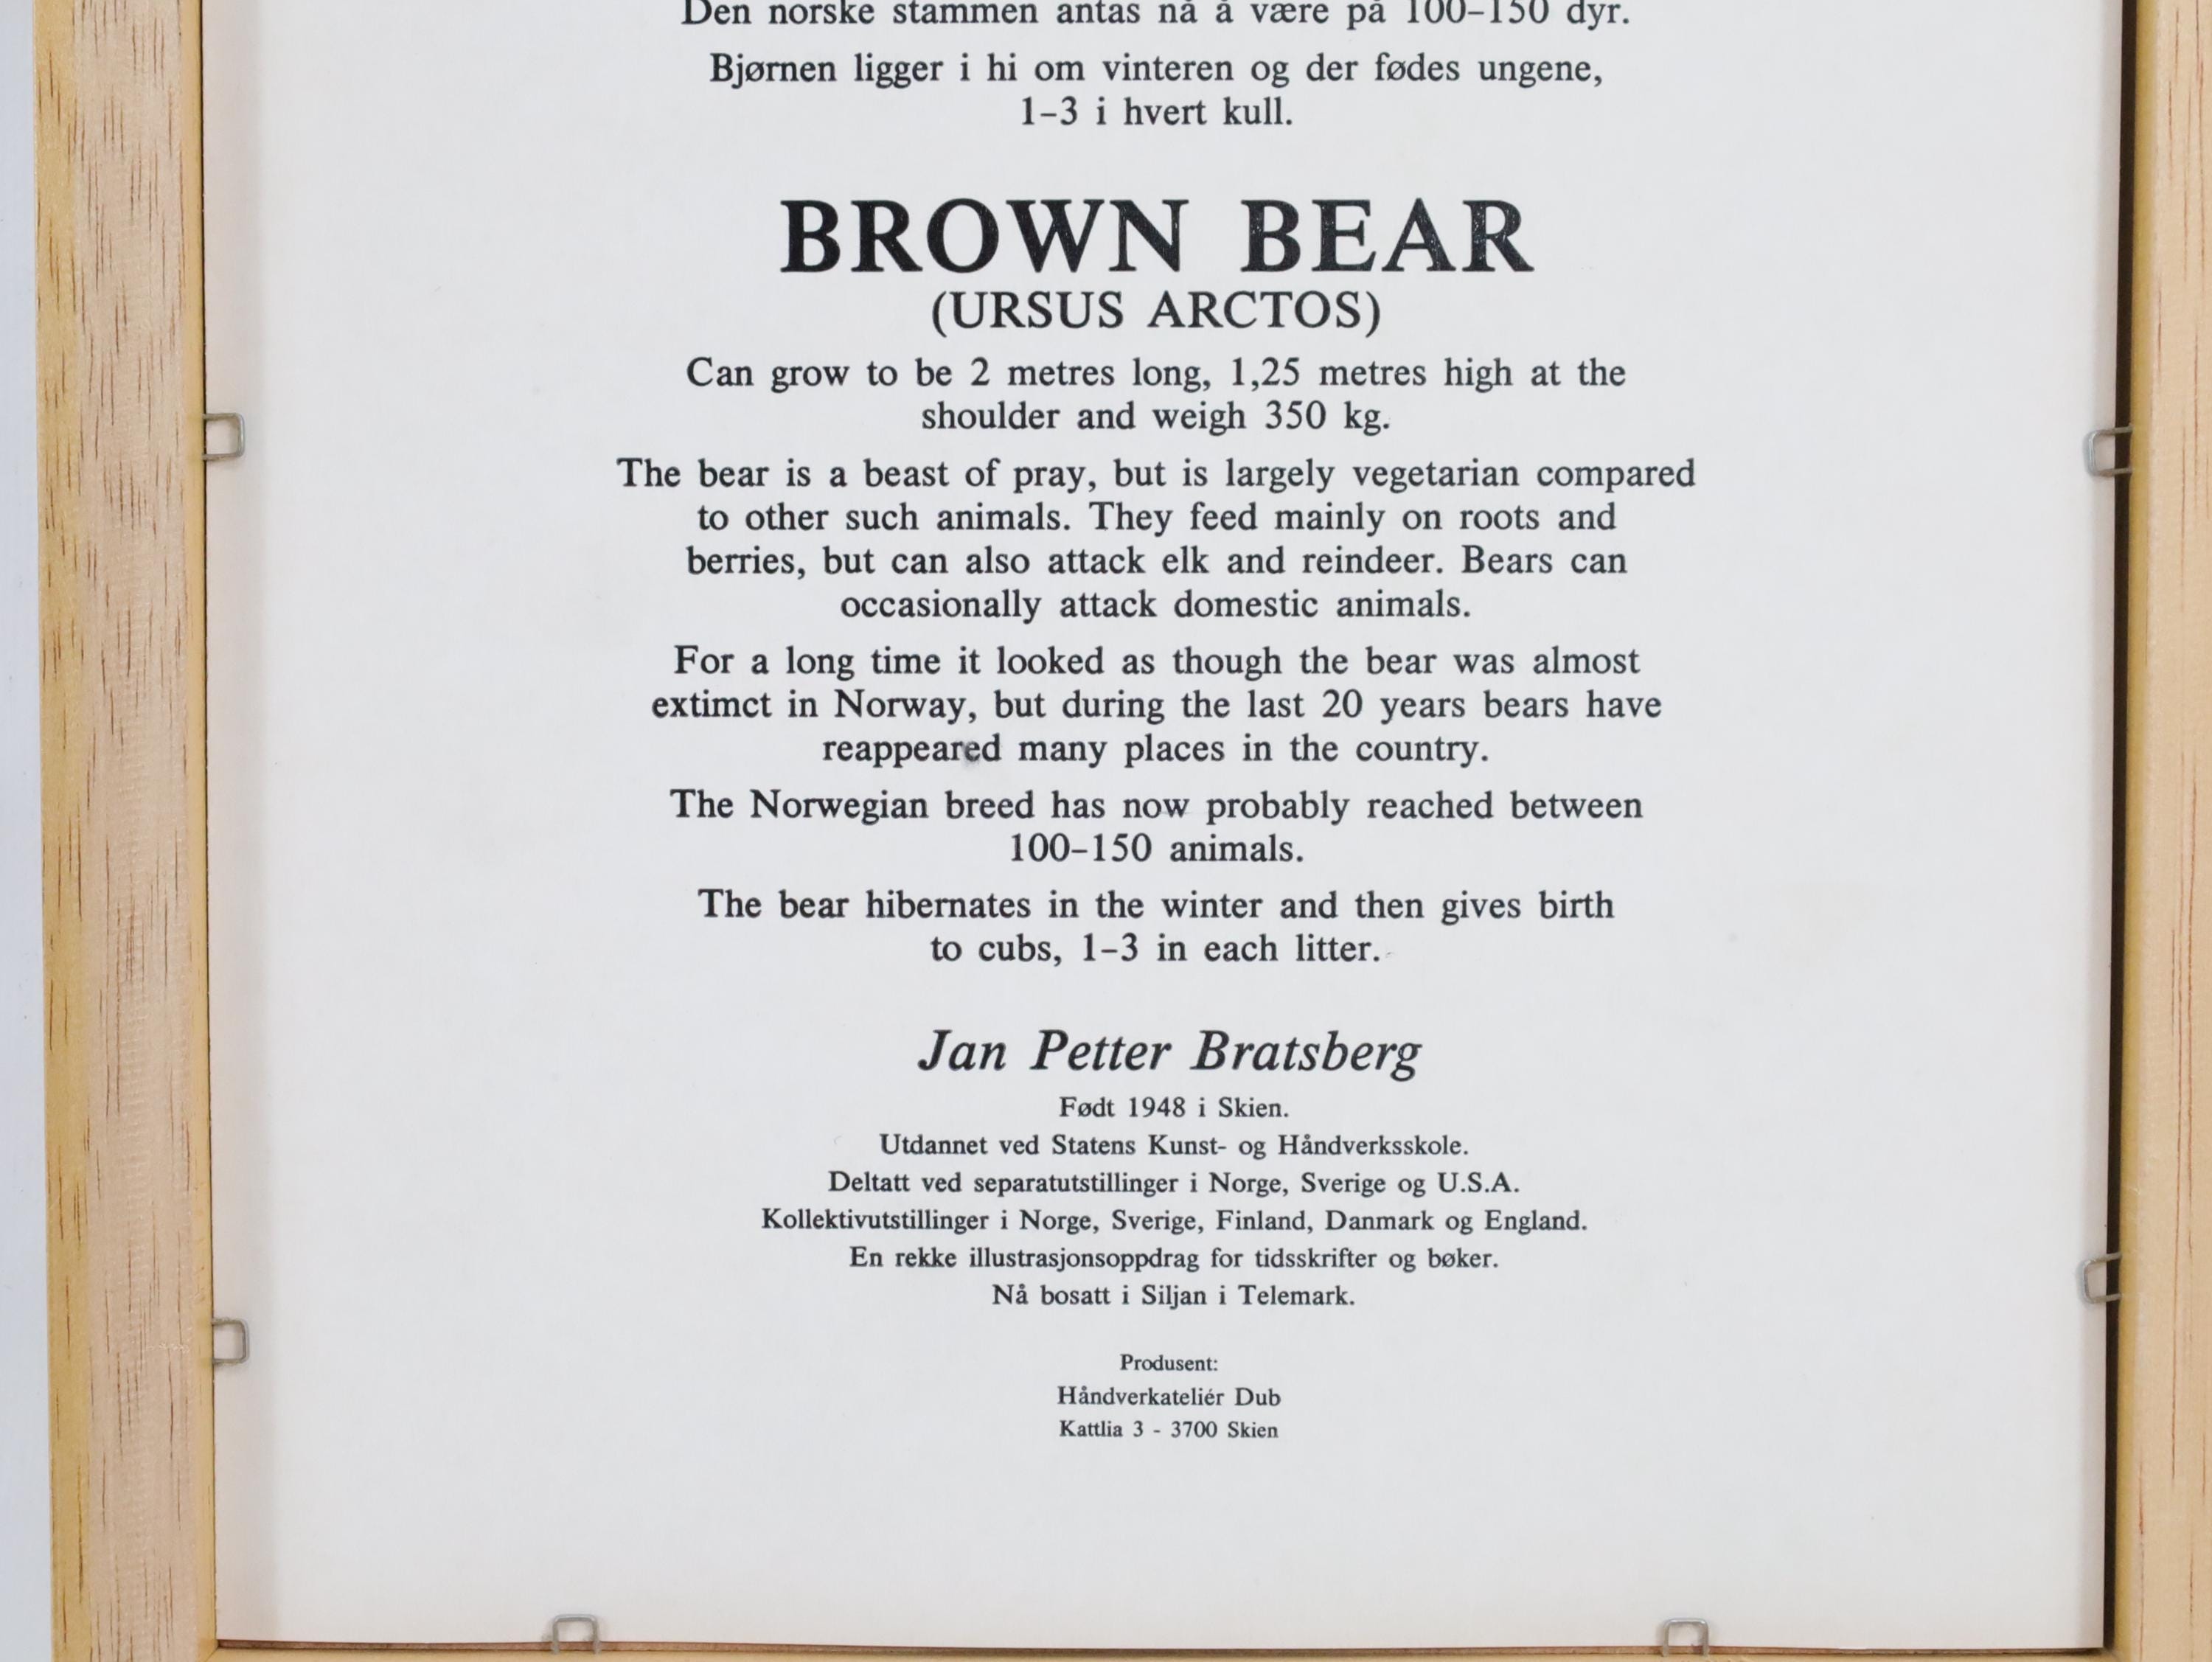 Den norske stammen antas nå å være på 100–150 dyr.
Bjørnen ligger i hi om vinteren og der fødes ungene,
1–3 i hvert kull.
BROWN BEAR
(URSUS ARCTOS)
Can grow to be 2 metres long, 1,25 metres high at the
shoulder and weigh 350 kg.
The bear is a beast of pray, but is largely vegetarian compared
to other such animals. They feed mainly on roots and
berries, but can also attack elk and reindeer. Bears can
occasionally attack domestic animals.
For a long time it looked as though the bear was almost
extimct in Norway, but during the last 20 years bears have
reappeared many places in the country.
The Norwegian breed has now probably reached between
100–150 animals.
The bear hibernates in the winter and then gives birth
to cubs, 1–3 in each litter.
Jan Petter Bratsberg
Født 1948 i Skien.
Utdannet ved Statens Kunst- og Håndverksskole.
Deltatt ved separatutstillinger i Norge, Sverige og U.S.A.
Kollektivutstillinger i Norge, Sverige, Finland, Danmark og England.
En rekke illustrasjonsoppdrag for tidsskrifter og bøker.
Nå bosatt i Siljan i Telemark.
Produsent:
Håndverkateliér Dub
Kattlia 3 - 3700 Skien